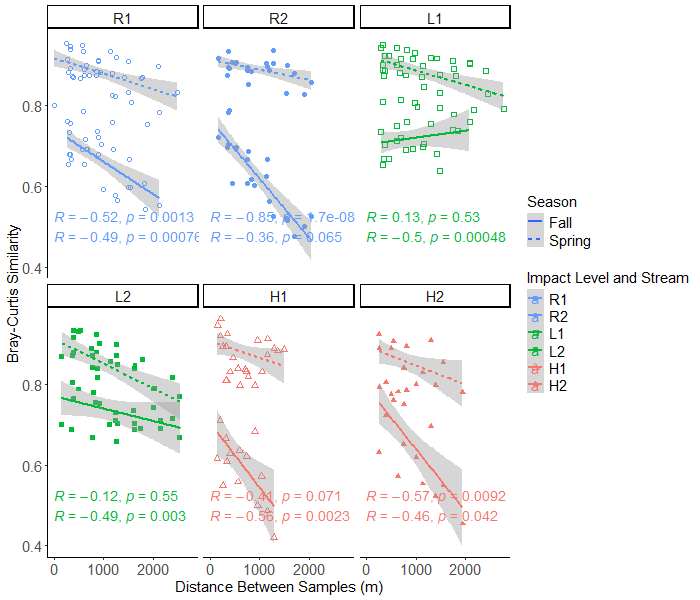 R1
R2
L1
0.8
0.6
0.4
R = −0.52, p = 0.0013
R = −0.49, p = 0.00076
R = −0.85, p = 1.7e-08
R = −0.36, p = 0.065
R = 0.13, p = 0.53
R = −0.5, p = 0.00048
L2
H1
H2
0.8
0.6
0.4
R = −0.12, p = 0.55
R = −0.49, p = 0.003
R = −0.41, p = 0.071
R = −0.56, p = 0.0023
R = −0.57, p = 0.0092
R = −0.46, p = 0.042
0 1000 2000
0 1000 2000
0 1000 2000
Distance Between Samples (m)
Bray-Curtis Similarity
Season
Fall
Spring
Impact Level and Stream
R1
R2
L1
L2
H1
H2